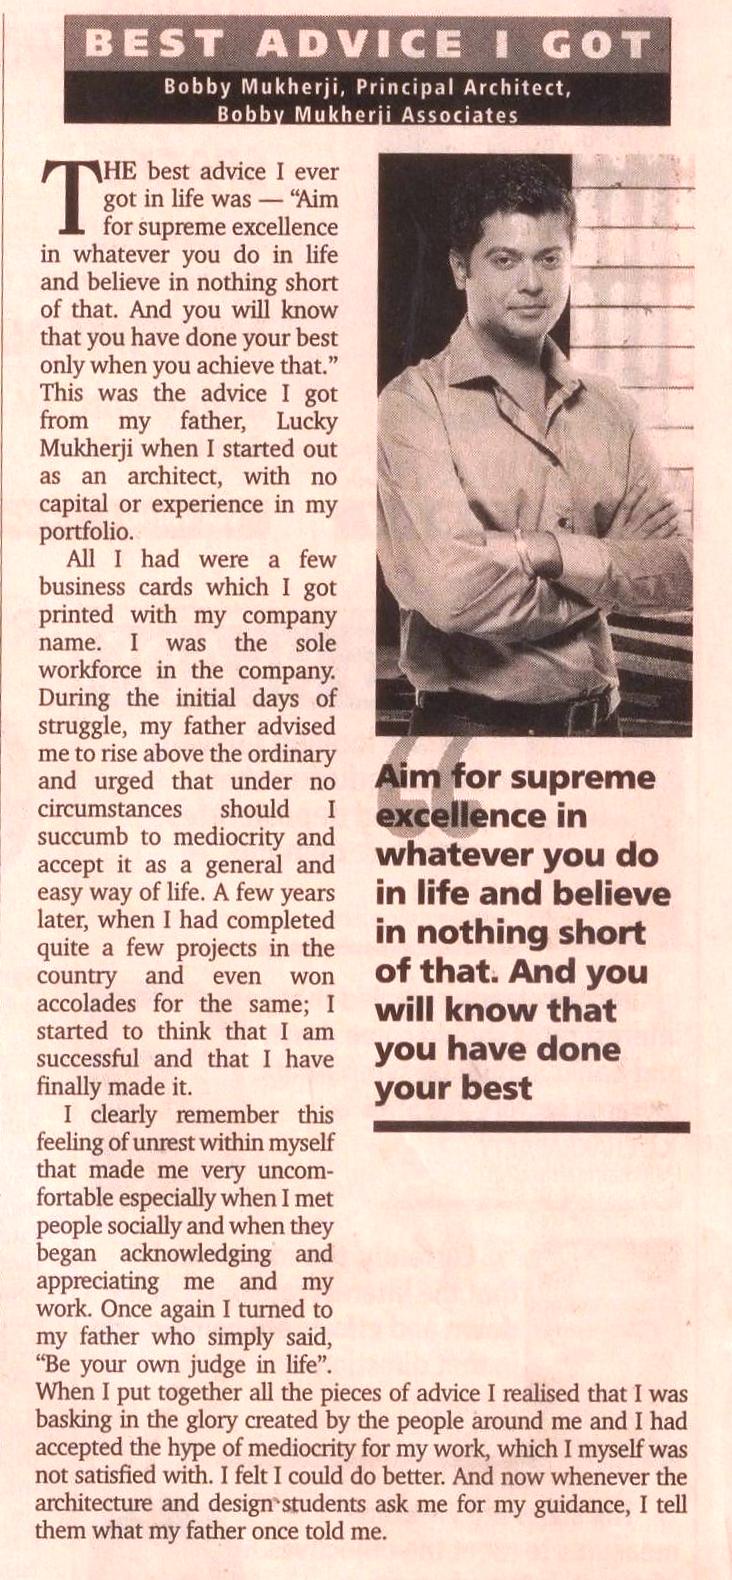 BEST ADVICE I GOT
Bobby Mukherji, Principal Architect,
Bobby Mukherji Associates
THE best advice I ever
got in life was — “Aim
for supreme excellence
in whatever you do in life
and believe in nothing short
of that. And you will know
that you have done your best
only when you achieve that.”
This was the advice I got
from my father, Lucky
Mukherji when I started out
as an architect, with no
capital or experience in my
portfolio.
All I had were a few
business cards which I got
printed with my company
name. I was the sole
workforce in the company.
During the initial days of
struggle, my father advised
me to rise above the ordinary
and urged that under no
circumstances should I
succumb to mediocrity and
accept it as a general and
easy way of life. A few years
later, when I had completed
quite a few projects in the
country and even won
accolades for the same; I
started to think that I am
successful and that I have
finally made it.
I clearly remember this
feeling of unrest within myself
that made me very uncom-
fortable especially when I met
people socially and when they
began acknowledging and
appreciating me and my
work. Once again I turned to
my father who simply said,
“Be your own judge in life”.
When I put together all the pieces of advice I realised that I was
basking in the glory created by the people around me and I had
accepted the hype of mediocrity for my work, which I myself was
not satisfied with. I felt I could do better. And now whenever the
architecture and design students ask me for my guidance, I tell
them what my father once told me.
“Aim for supreme
excellence in
whatever you do
in life and believe
in nothing short
of that. And you
will know that
you have done
your best